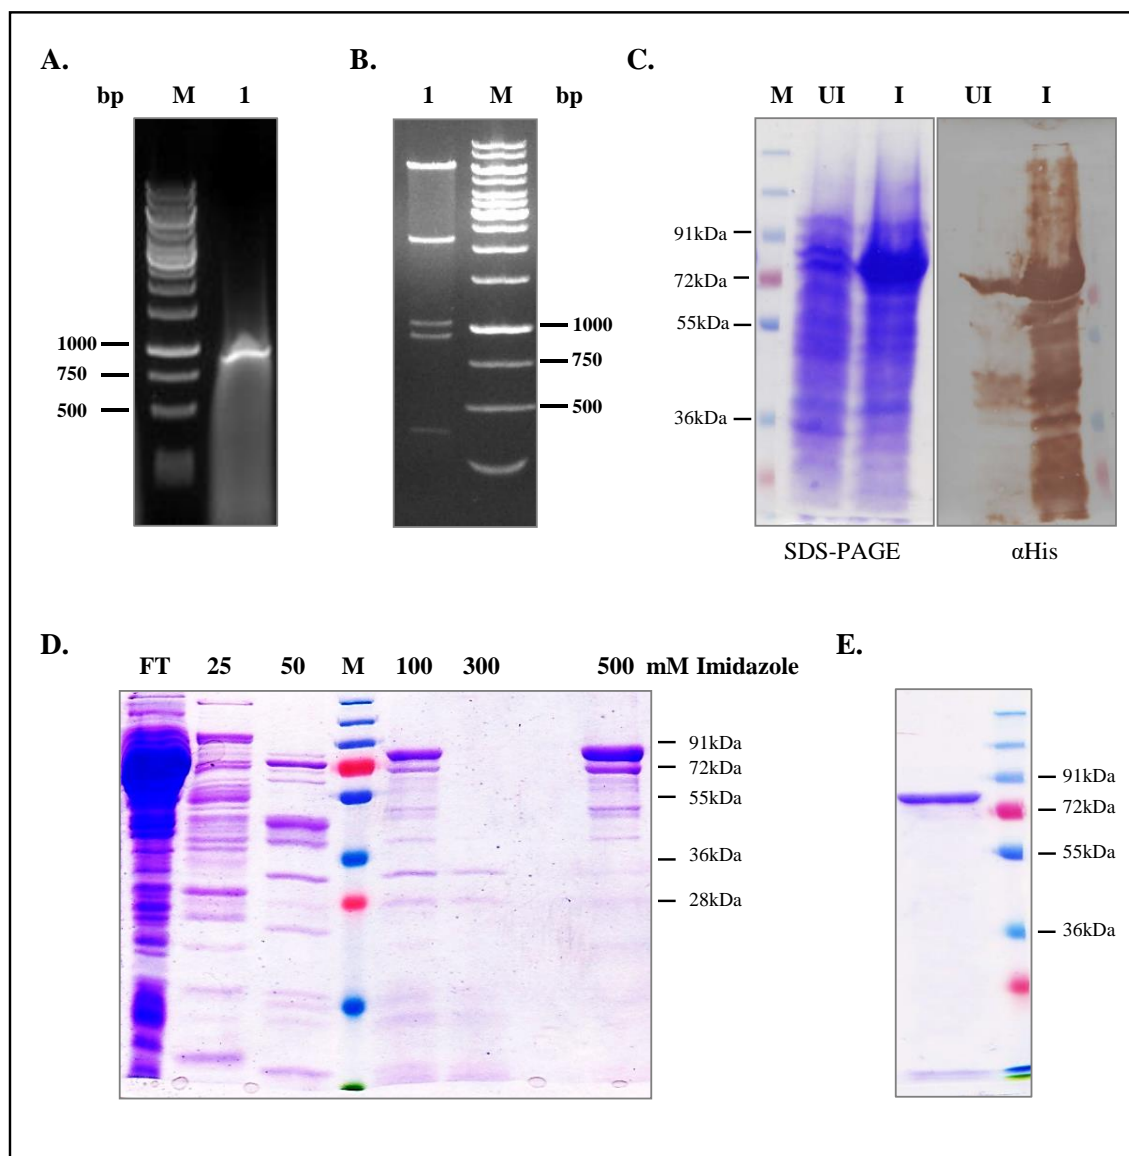 A.
bp M 1
1000
750
500
B.
1 M bp
1000
750
500
C.
M UI I UI I
91kDa
72kDa
55kDa
36kDa
SDS-PAGE αHis
D.
FT 25 50 M 100 300 500 mM Imidazole
91kDa
72kDa
55kDa
36kDa
28kDa
E.
91kDa
72kDa
55kDa
36kDa